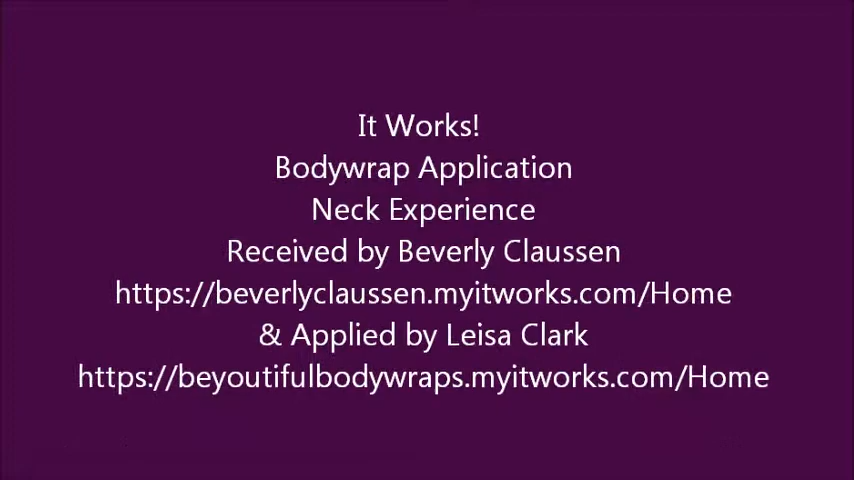 It Works!
Bodywrap Application
Neck Experience
Received by Beverly Claussen
https://beverlyclaussen.myitworks.com/Home
& Applied by Leisa Clark
https://beyoutifulbodywraps.myitworks.com/Home